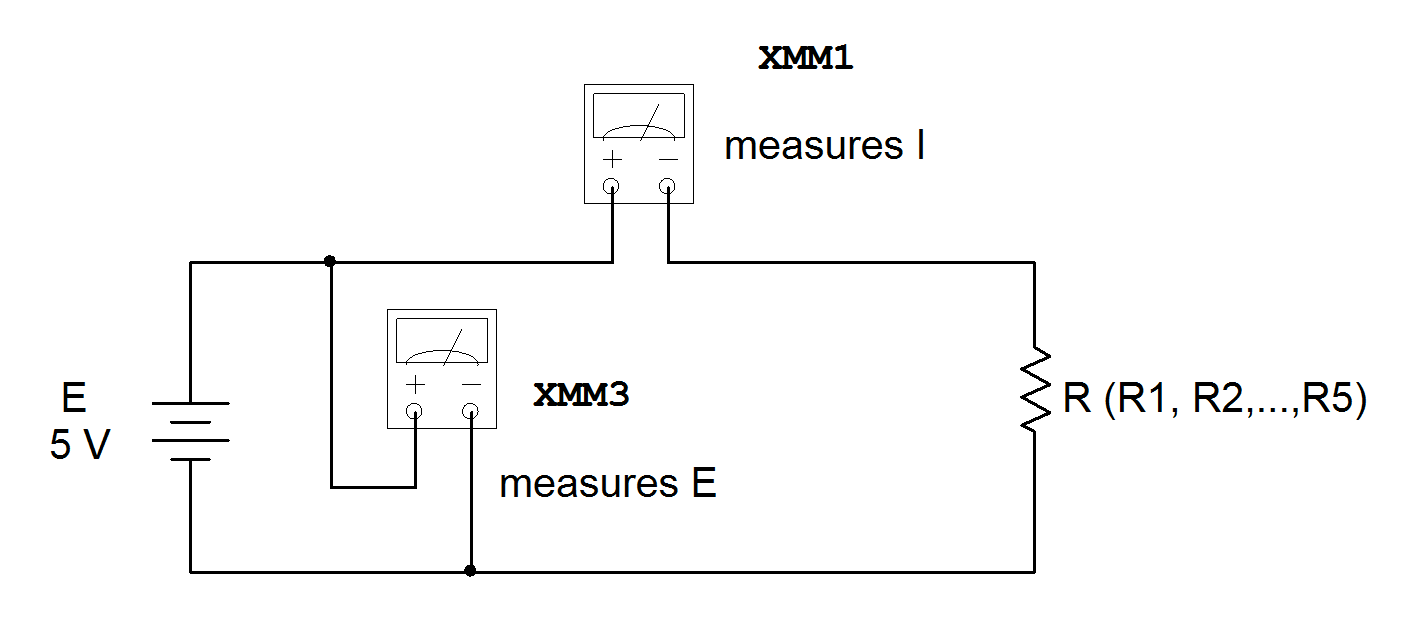 XMM1
measures I
+ −
+ −
XMM3
E
5 V
R (R1, R2,...,R5)
measures E